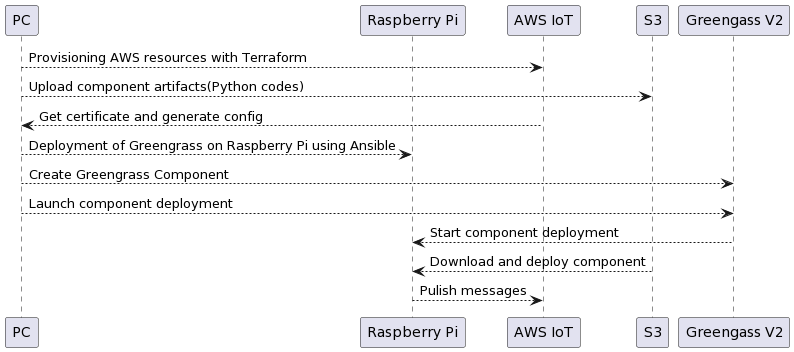 PC Raspberry Pi AWS IoT S3 Greengass V2
Provisioning AWS resources with Terraform
Upload component artifacts(Python codes)
Get certificate and generate config
Deployment of Greengrass on Raspberry Pi using Ansible
Create Greengrass Component
Launch component deployment
Start component deployment
Download and deploy component
Pulish messages
PC Raspberry Pi AWS IoT S3 Greengass V2